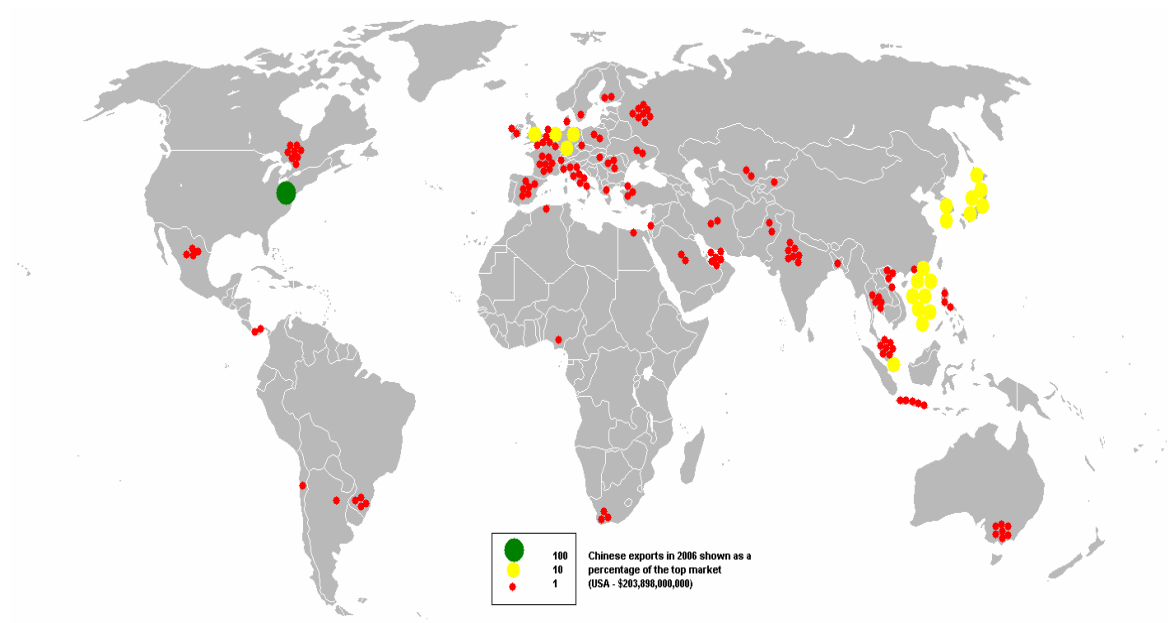 100 Chinese exports in 2006 shown as a
10 percentage of the top market
1 (USA - $203,898,000,000)